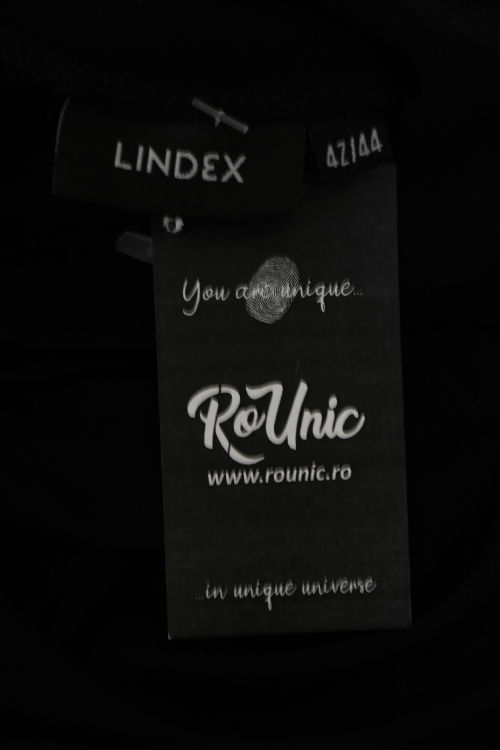 LINDEX
42/44
You are unique...
RoUnic
www.rounic.ro
...in unique universe